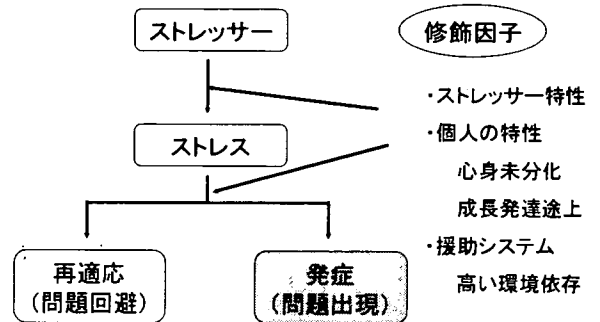 ストレッサー
修飾因子
・ストレッサー特性
・個人の特性
ストレス
心身未分化
成長発達途上
・援助システム
高い環境依存
再適応
(問題回避)
発症
(問題出現)